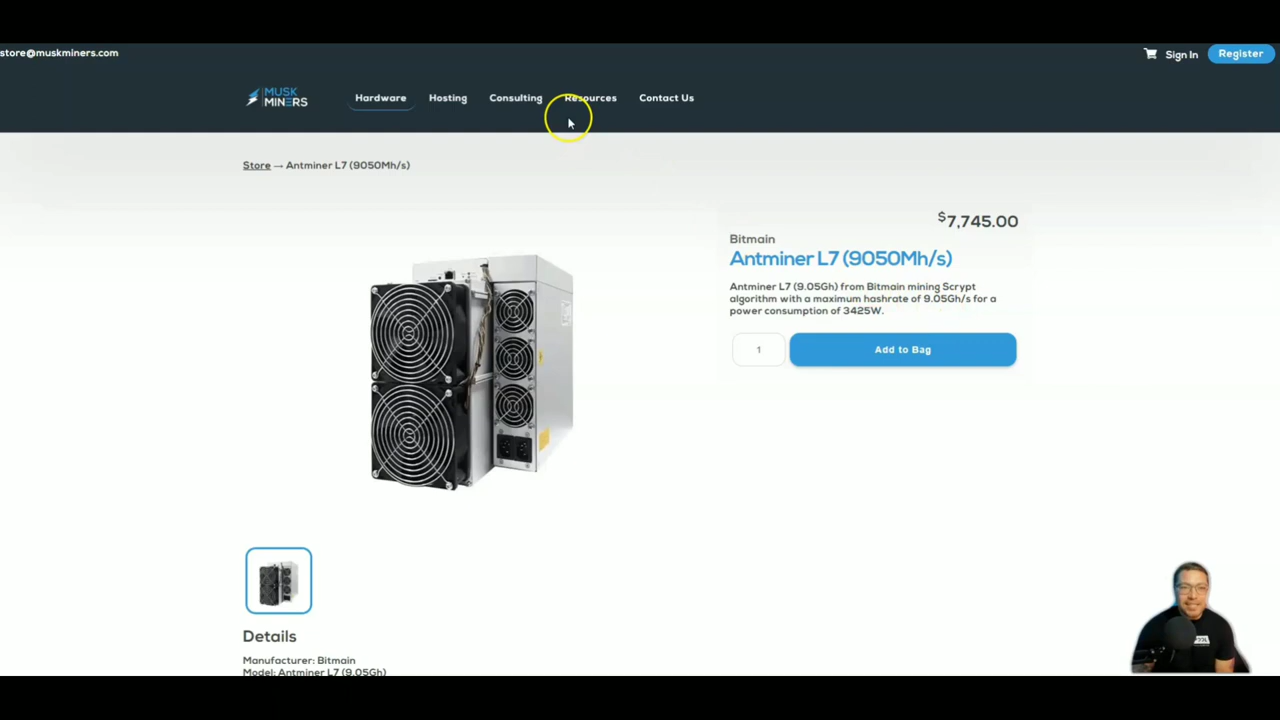 store@muskminers.com
Sign In
Register
MUSK
MINERS
Hardware
Hosting
Consulting
Resources
Contact Us
Store → Antminer L7 (9050Mh/s)
$7,745.00
Bitmain
Antminer L7 (9050Mh/s)
Antminer L7 (9.05Gh) from Bitmain mining Scrypt
algorithm with a maximum hashrate of 9.05Gh/s for a
power consumption of 3425W.
1
Add to Bag
Details
Manufacturer: Bitmain
Model: Antminer L7 (9.05Gh)